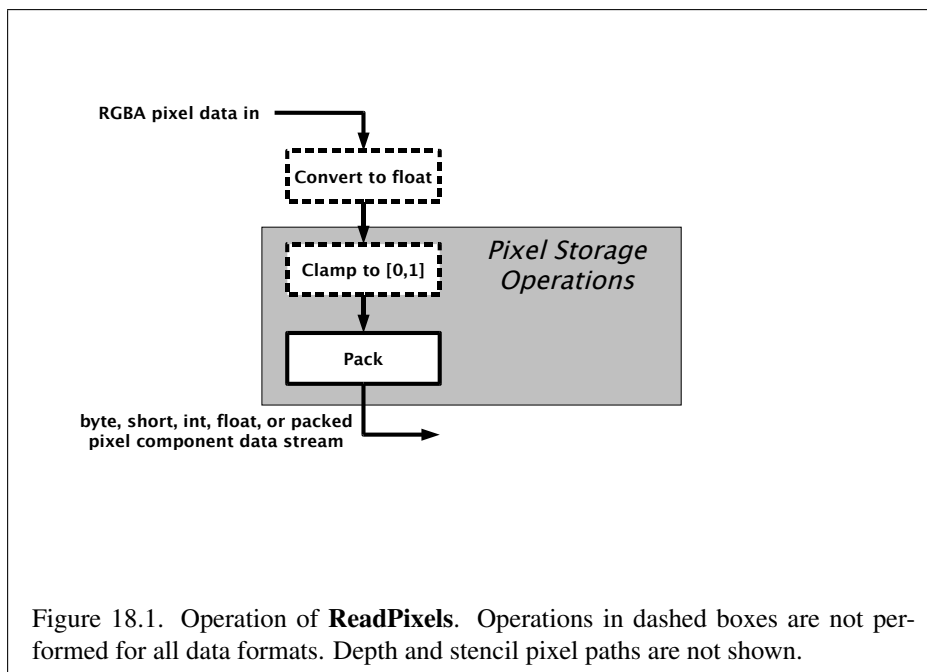 RGBA pixel data in
Convert to float
Pixel Storage
Operations
Clamp to [0,1]
Pack
byte, short, int, float, or packed
pixel component data stream
Figure 18.1. Operation of ReadPixels. Operations in dashed boxes are not per-
formed for all data formats. Depth and stencil pixel paths are not shown.